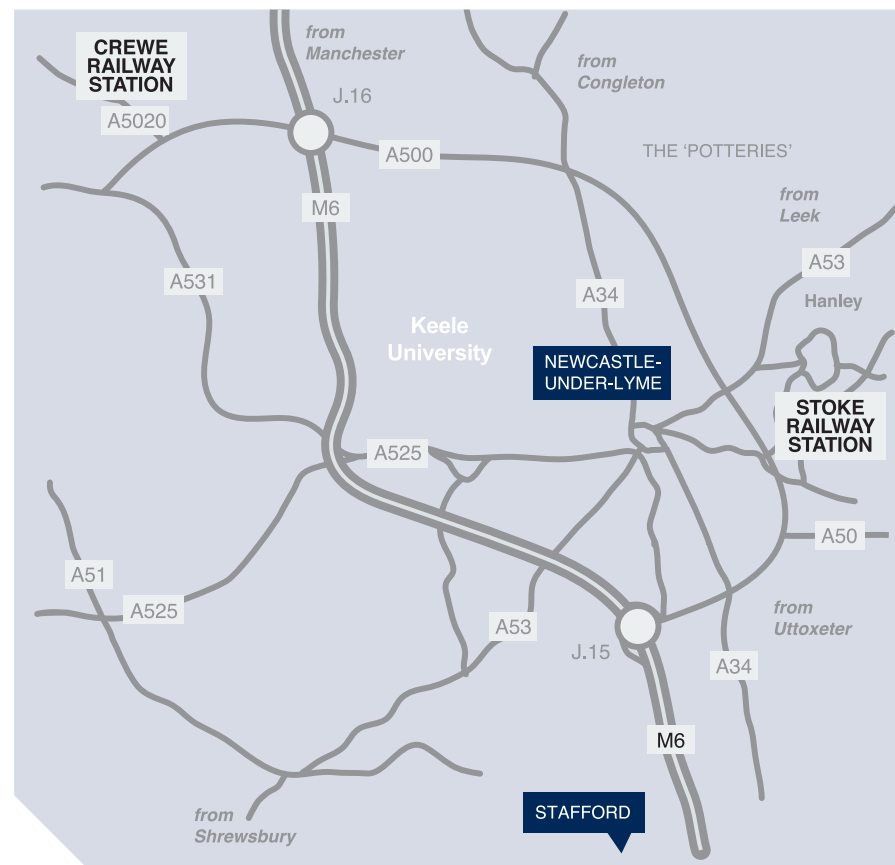 from
Manchester
CREWE
RAILWAY
STATION
from
Congleton
J.16
A5020
A500
THE 'POTTERIES'
from
Leek
M6
A53
A531
A34
Hanley
Keele
University
NEWCASTLE-
UNDER-LYME
STOKE
RAILWAY
STATION
A525
A50
A51
A525
A53
from
Uttoxeter
J.15
A34
M6
STAFFORD
from
Shrewsbury